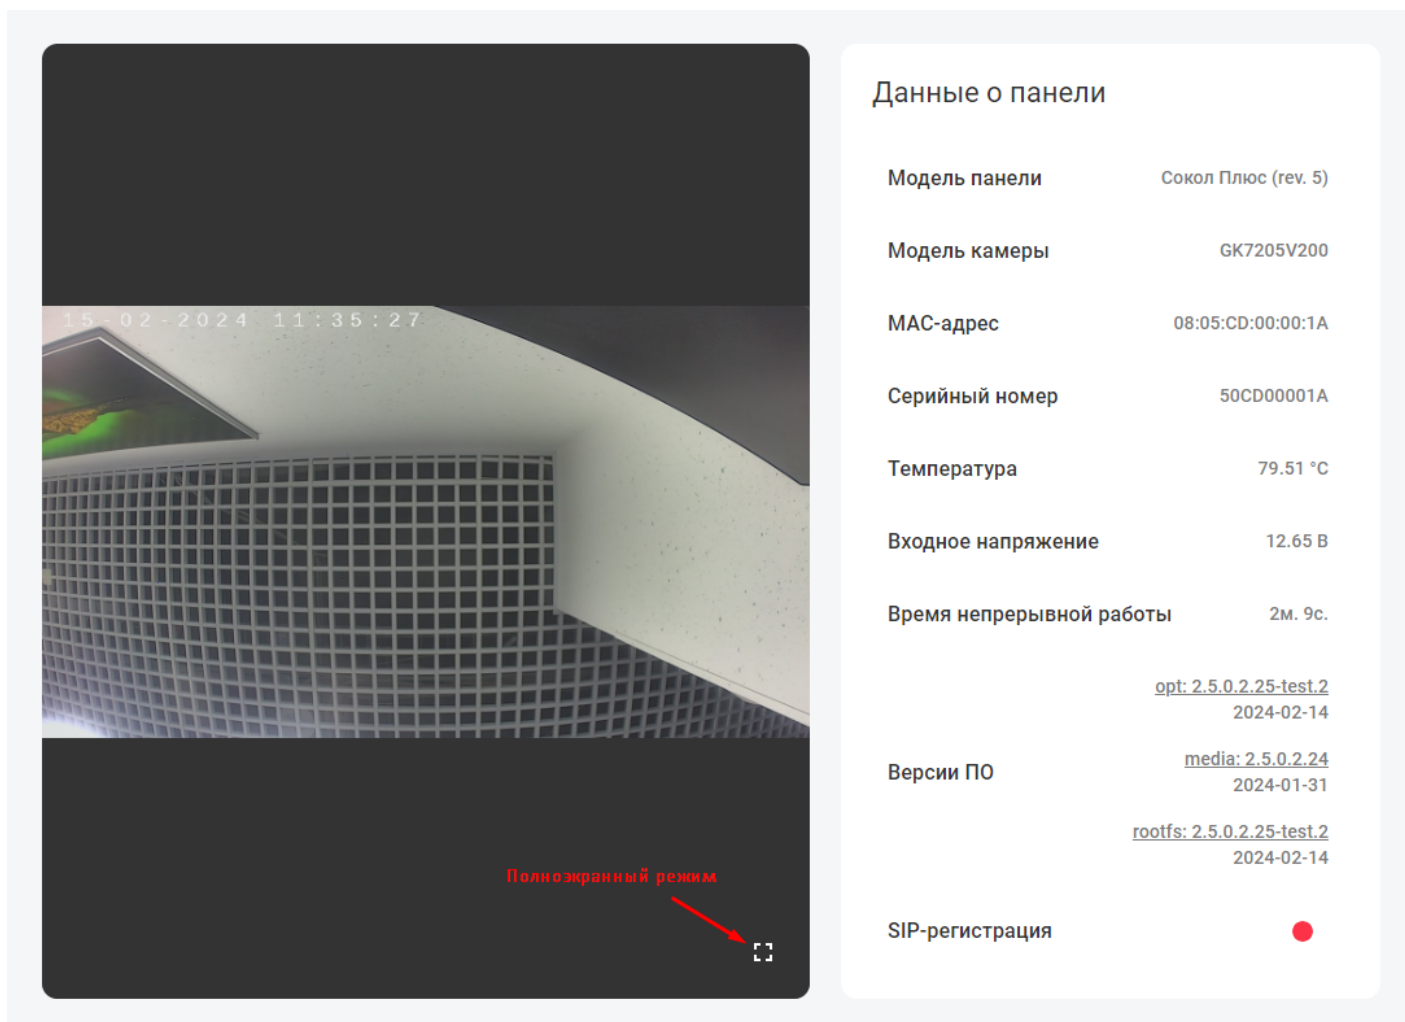 15-02-2024 11:35:27
Полноэкранный режим
Данные о панели
Модель панели Сокол Плюс (rev. 5)
Модель камеры GK7205V200
MAC-адрес 08:05:CD:00:00:1A
Серийный номер 50CD00001A
Температура 79.51 °C
Входное напряжение 12.65 В
Время непрерывной работы 2м. 9с.
Версии ПО
opt: 2.5.0.2.25-test.2
2024-02-14
media: 2.5.0.2.24
2024-01-31
rootfs: 2.5.0.2.25-test.2
2024-02-14
SIP-регистрация